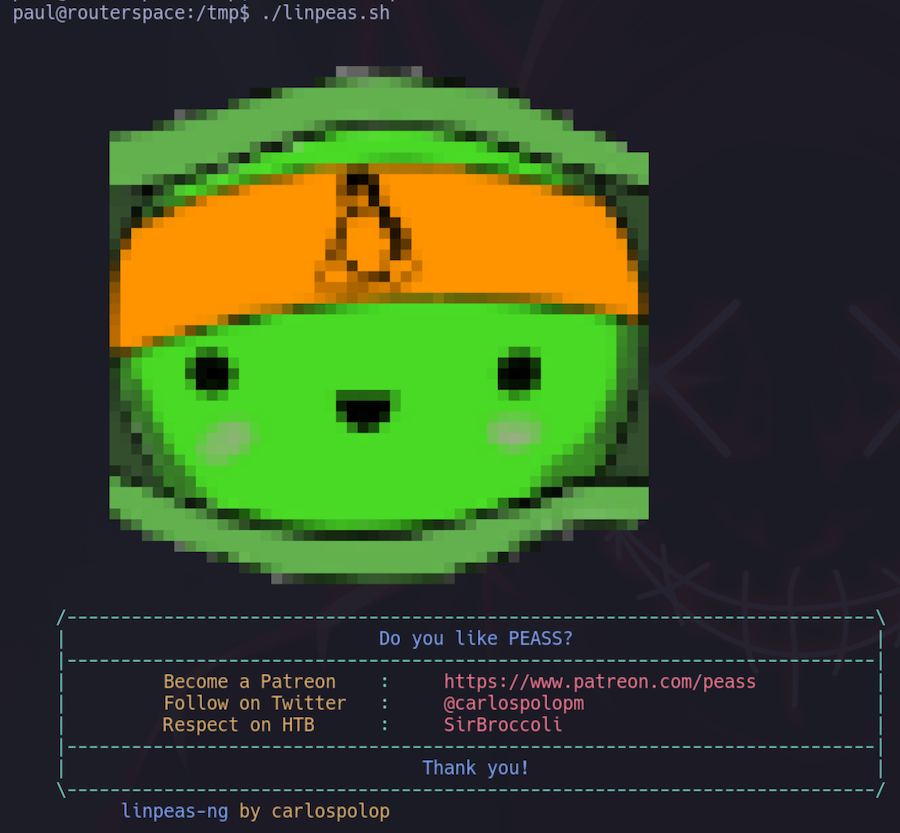 paul@routerspace:/tmp$ ./linpeas.sh
Do you like PEASS?
Become a Patreon : https://www.patreon.com/peass
Follow on Twitter : @carlospolopm
Respect on HTB : SirBroccoli
Thank you!
linpeas-ng by carlospolop